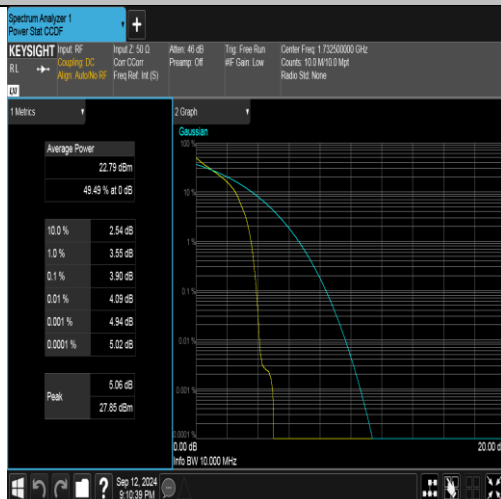 Spectrum Analyzer 1
Power Stat CCDF
+
KEYSIGHT Input: RF Input Z: 50 Ω Atten: 46 dB Trig: Free Run Center Freq: 1.732500000 GHz
RL Coupling: DC Corr CCorr Preamp: Off #IF Gain: Low Counts: 10.0 M/10.0 Mpt
Align: Auto/No RF Freq Ref: Int (S) Radio Std: None
1 Metrics
2 Graph
Gaussian
Average Power
22.79 dBm
49.49 % at 0 dB
10.0 % 2.54 dB
1.0 % 3.55 dB
0.1 % 3.90 dB
0.01 % 4.09 dB
0.001 % 4.94 dB
0.0001 % 5.02 dB
Peak 5.06 dB
27.85 dBm
100 %
10 %
1 %
0.1 %
0.01 %
0.001 %
0.0001 %
0.00 dB 20.00 d
Info BW 10.000 MHz
?
Sep 12, 2024
9:10:39 PM